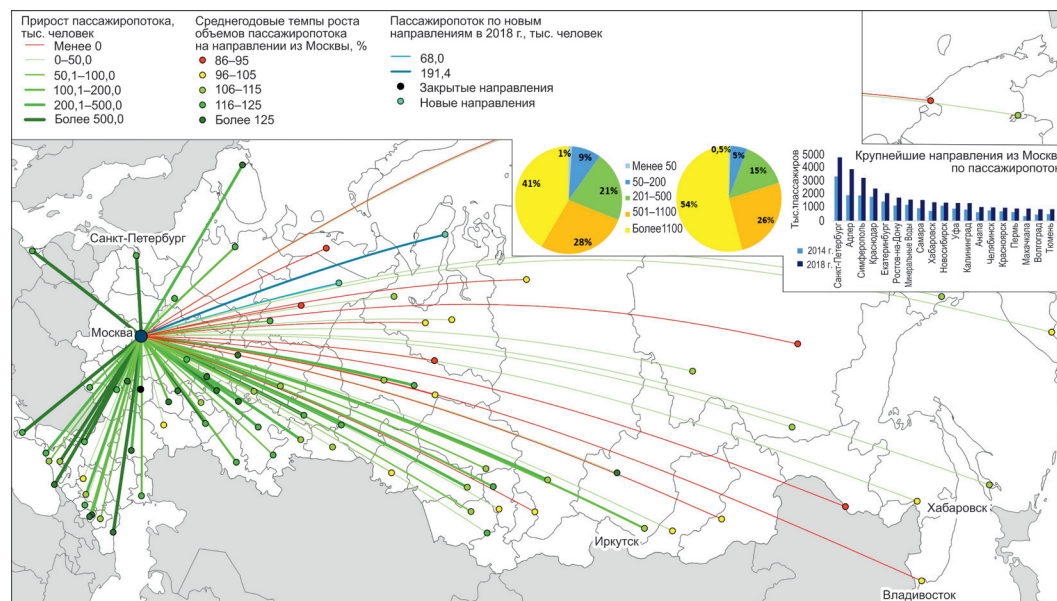 Прирост пассажиропотока,
тыс. человек
Менее 0
0–50,0
50,1–100,0
100,1–200,0
200,1–500,0
Более 500,0
Среднегодовые темпы роста
объемов пассажиропотока
на направлении из Москвы, %
86–95
96–105
106–115
116–125
Более 125
Пассажиропоток по новым
направлениям в 2018 г., тыс. человек
68,0
191,4
Закрытые направления
Новые направления
1%
9%
21%
28%
41%
Менее 50
50–200
201–500
501–1100
Более1100
0,5%
5%
15%
26%
54%
Крупнейшие направления из Москв
по пассажиропоток
Тыс.пассажиров
5000
4000
3000
2000
1000
0
2014 г
2018 г.
Санкт-Петербург
Адлер
Симферополь
Краснодар
Екатеринбург
Ростов-на-Дону
Минеральные Воды
Самара
Хабаровск
Новосибирск
Уфа
Калининград
Анапа
Челябинск
Красноярск
Пермь
Махачкала
Волгоград
Тюмень
Санкт-Петербург
Москва
Иркутск
Хабаровск
Владивосток